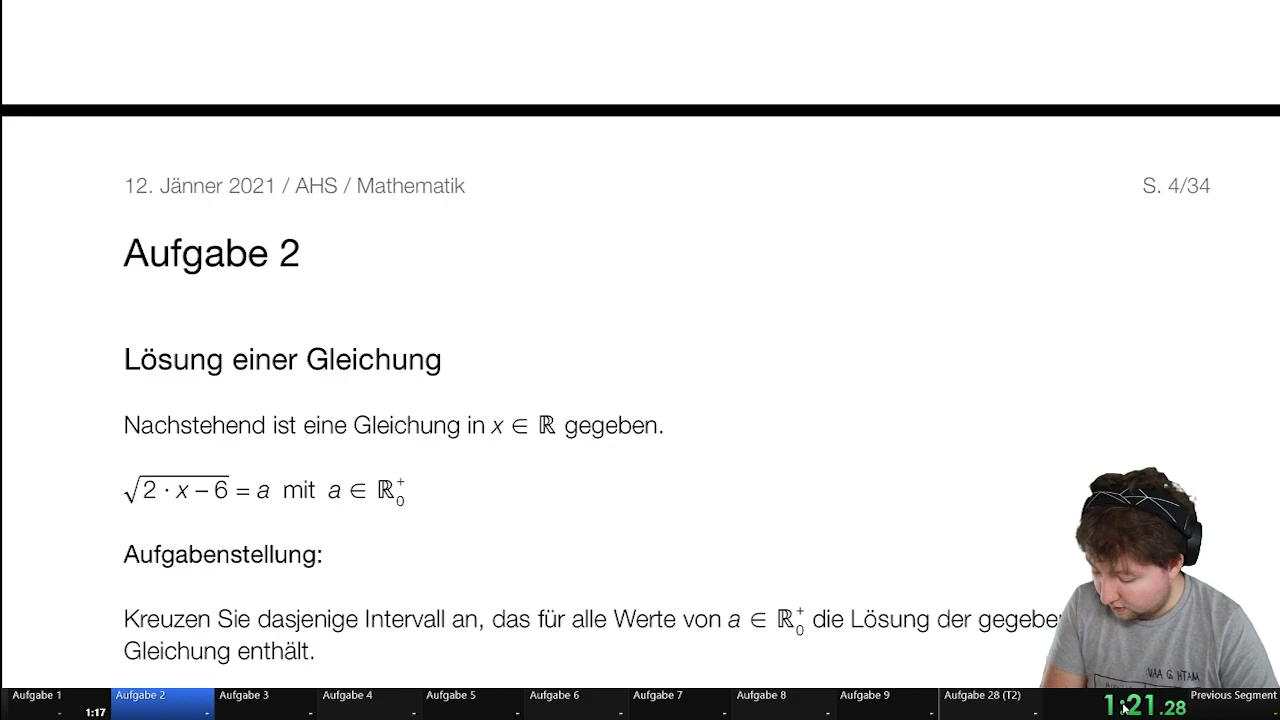 12. Jänner 2021 / AHS / Mathematik S. 4/34
Aufgabe 2
Lösung einer Gleichung
Nachstehend ist eine Gleichung in x ∈ ℝ gegeben.
√(2 · x – 6) = a mit a ∈ ℝ₀⁺
Aufgabenstellung:
Kreuzen Sie dasjenige Intervall an, das für alle Werte von a ∈ ℝ₀⁺ die Lösung der
Gleichung enthält.
Aufgabe 1 Aufgabe 2 Aufgabe 3 Aufgabe 4 Aufgabe 5 Aufgabe 6 Aufgabe 7 Aufgabe 8 Aufgabe 9 Aufgabe 28 (T2) Previous Segment
- 1:17 - - - - - - - - - 1:21.28 -